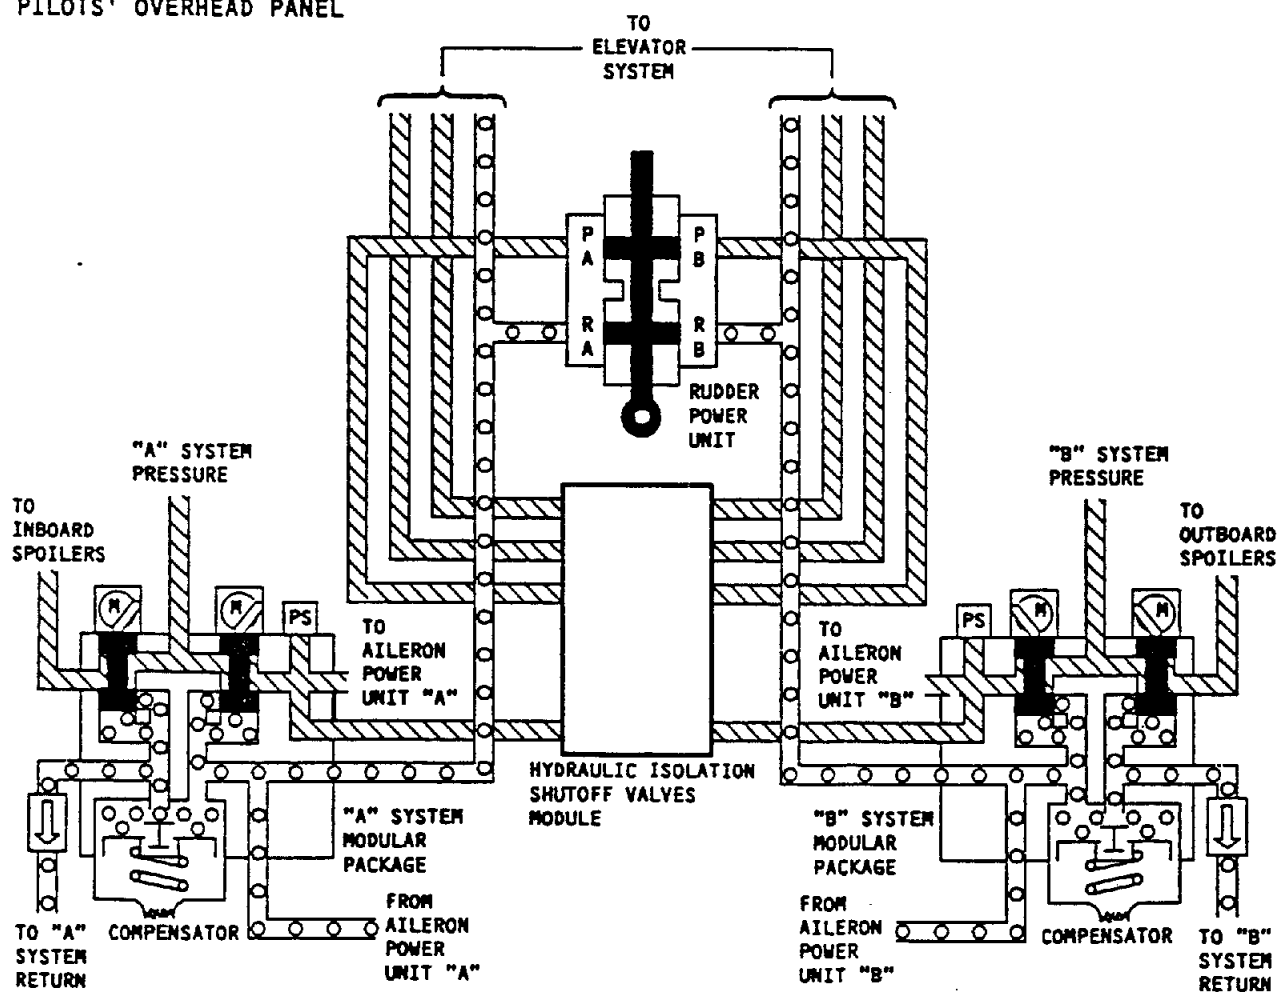 PILOTS' OVERHEAD PANEL
TO
ELEVATOR
SYSTEM
P
A
P
B
R
A
R
B
RUDDER
POWER
UNIT
"A" SYSTEM
PRESSURE
"B" SYSTEM
PRESSURE
TO
INBOARD
SPOILERS
TO
OUTBOARD
SPOILERS
M
M
PS
PS
M
M
TO
AILERON
POWER
UNIT "A"
TO
AILERON
POWER
UNIT "B"
HYDRAULIC ISOLATION
SHUTOFF VALVES
MODULE
"A" SYSTEM
MODULAR
PACKAGE
"B" SYSTEM
MODULAR
PACKAGE
FROM
AILERON
POWER
UNIT "A"
FROM
AILERON
POWER
UNIT "B"
TO "A"
SYSTEM
RETURN
COMPENSATOR
COMPENSATOR
TO "B"
SYSTEM
RETURN